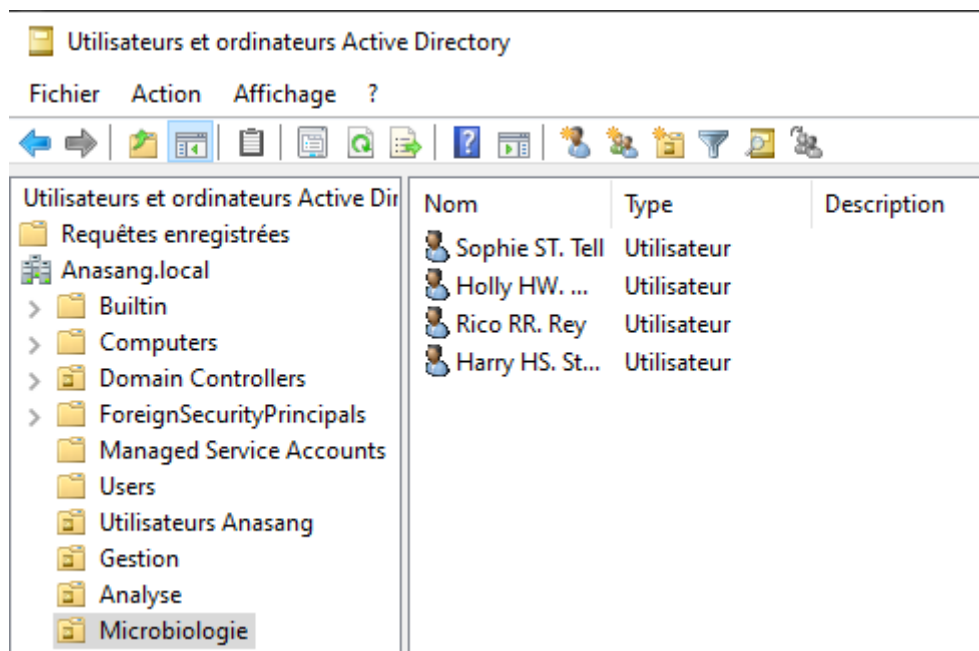 Utilisateurs et ordinateurs Active Directory
Fichier Action Affichage ?
Utilisateurs et ordinateurs Active Dir
Requêtes enregistrées
Anasang.local
Builtin
Computers
Domain Controllers
ForeignSecurityPrincipals
Managed Service Accounts
Users
Utilisateurs Anasang
Gestion
Analyse
Microbiologie
Nom Type Description
Sophie ST. Tell Utilisateur
Holly HW. ... Utilisateur
Rico RR. Rey Utilisateur
Harry HS. St... Utilisateur